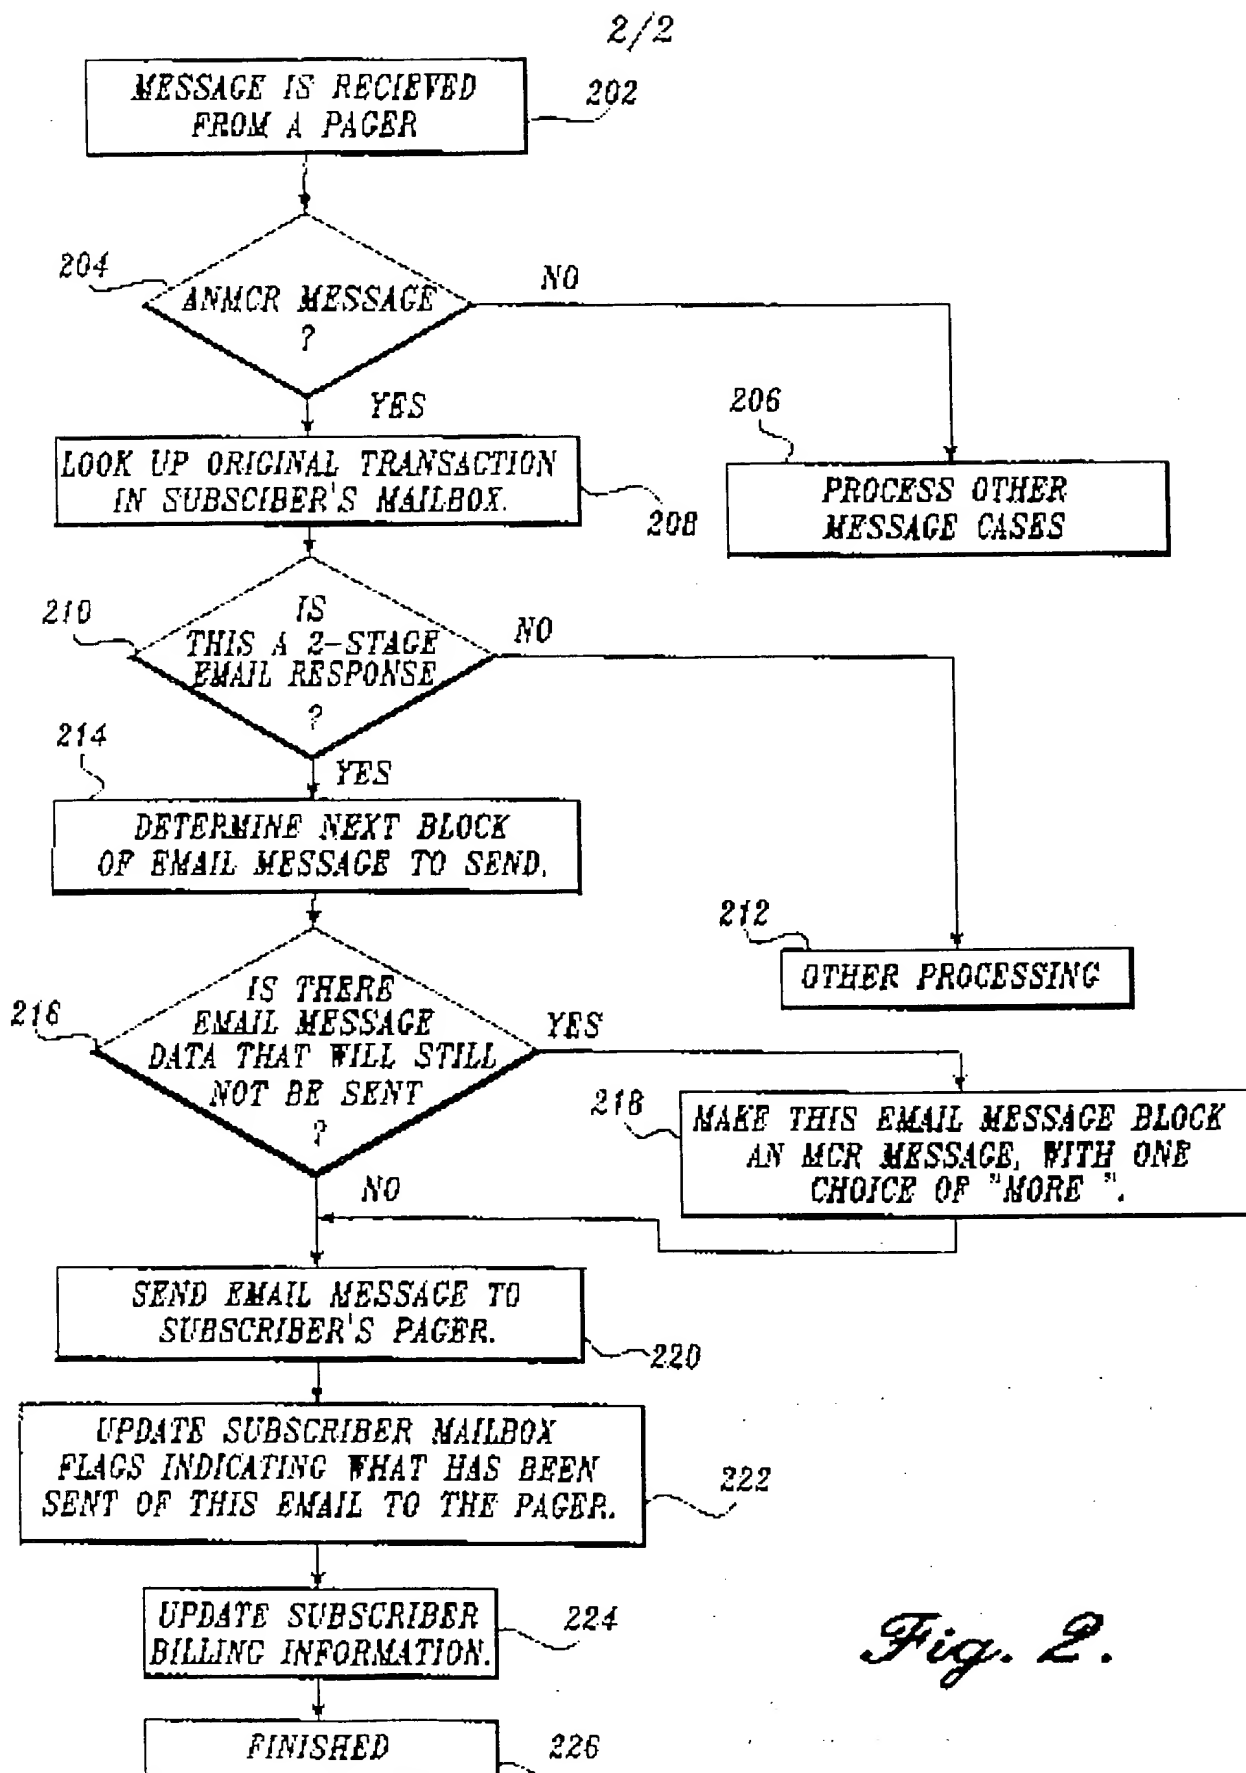 2/2
MESSAGE IS RECIEVED
FROM A PAGER
202
204
ANMCR MESSAGE
?
NO
YES
206
LOOK UP ORIGINAL TRANSACTION
IN SUBSCIBER'S MAILBOX.
208
PROCESS OTHER
MESSAGE CASES
210
IS
THIS A 2-STAGE
EMAIL RESPONSE
?
NO
214
YES
DETERMINE NEXT BLOCK
OF EMAIL MESSAGE TO SEND.
212
OTHER PROCESSING
216
IS THERE
EMAIL MESSAGE
DATA THAT WILL STILL
NOT BE SENT
?
YES
218
MAKE THIS EMAIL MESSAGE BLOCK
AN MCR MESSAGE, WITH ONE
CHOICE OF "MORE ".
NO
SEND EMAIL MESSAGE TO
SUBSCRIBER'S PAGER.
220
UPDATE SUBSCRIBER MAILBOX
FLAGS INDICATING WHAT HAS BEEN
SENT OF THIS EMAIL TO THE PAGER.
222
UPDATE SUBSCRIBER
BILLING INFORMATION.
224
Fig. 2.
FINISHED
226